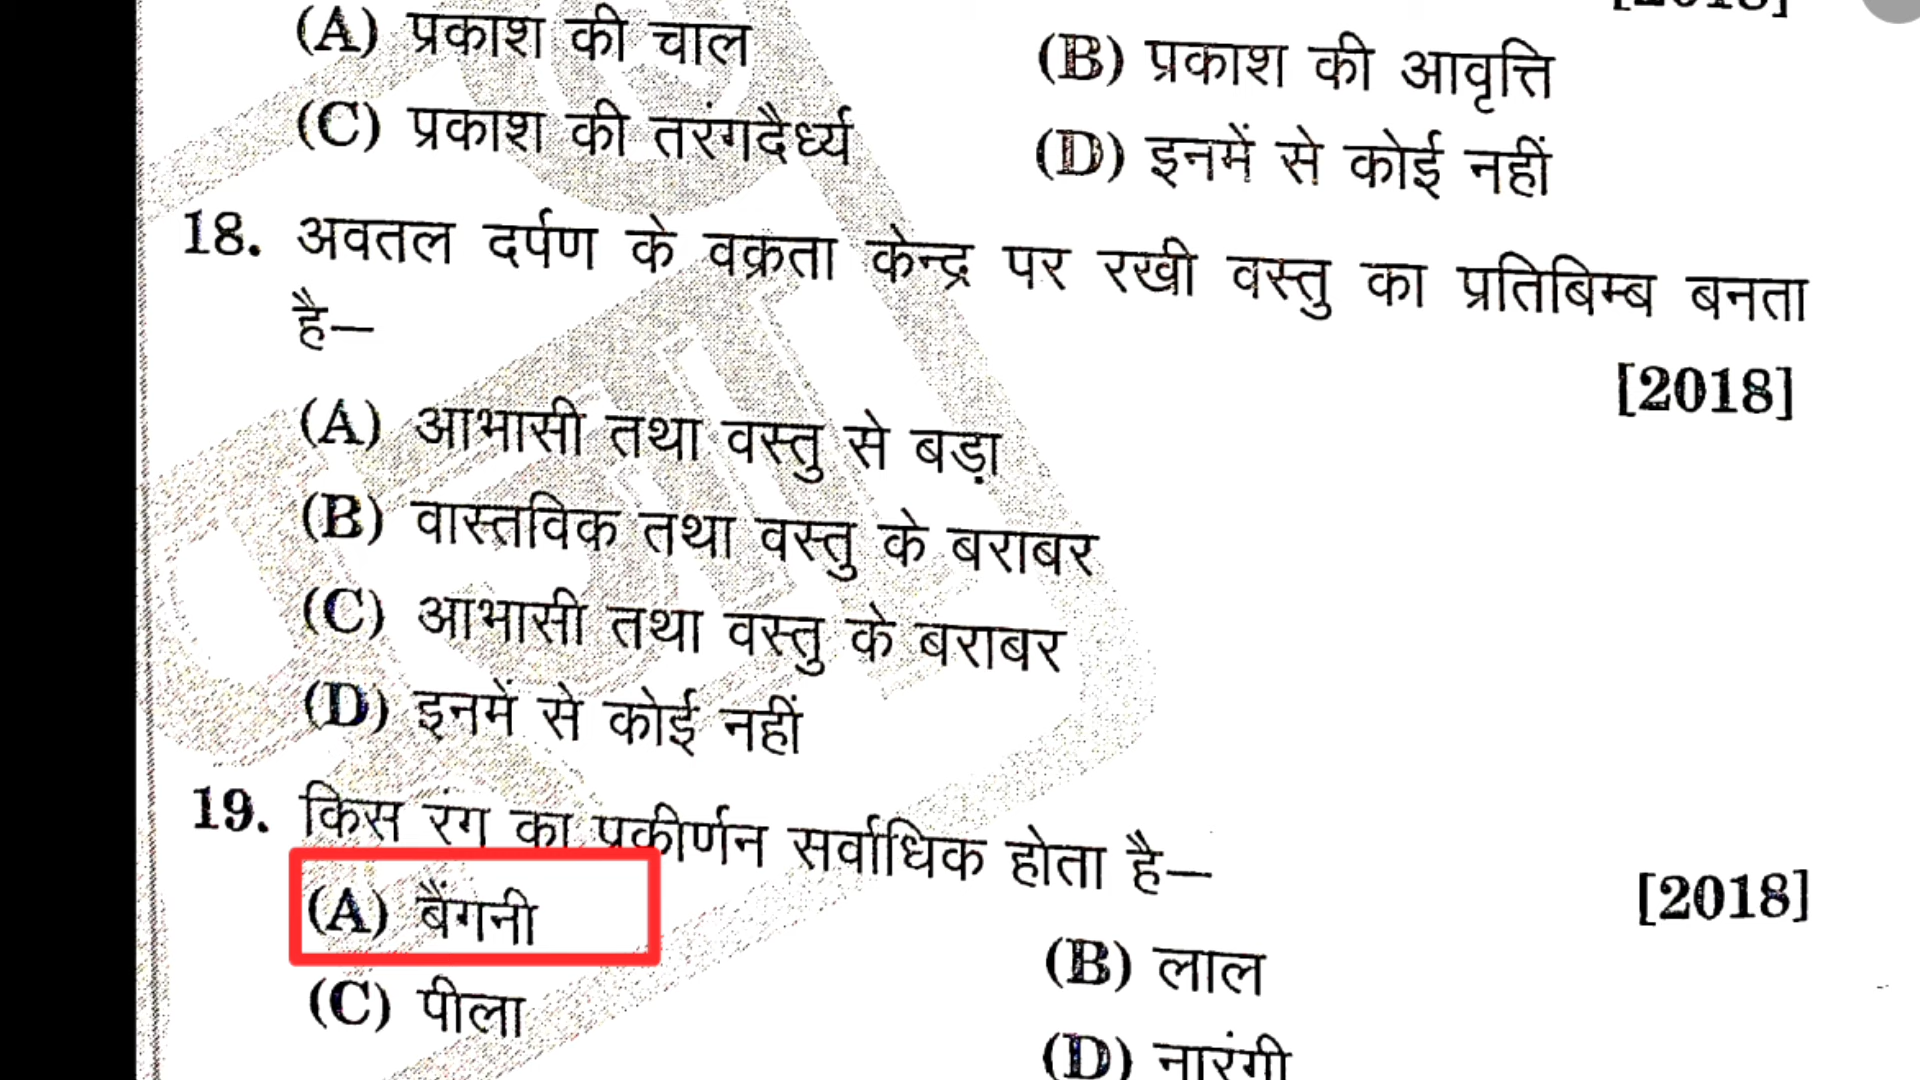 (A) प्रकाश की चाल
(B) प्रकाश की आवृत्ति
(C) प्रकाश की तरंगदैर्ध्य
(D) इनमें से कोई नहीं
18. अवतल दर्पण के वक्रता केन्द्र पर रखी वस्तु का प्रतिबिम्ब बनता
है—
[2018]
(A) आभासी तथा वस्तु से बड़ा
(B) वास्तविक तथा वस्तु के बराबर
(C) आभासी तथा वस्तु के बराबर
(D) इनमें से कोई नहीं
19. किस रंग का प्रकीर्णन सर्वाधिक होता है—
[2018]
(A) बैंगनी
(B) लाल
(C) पीला
(D) नारंगी